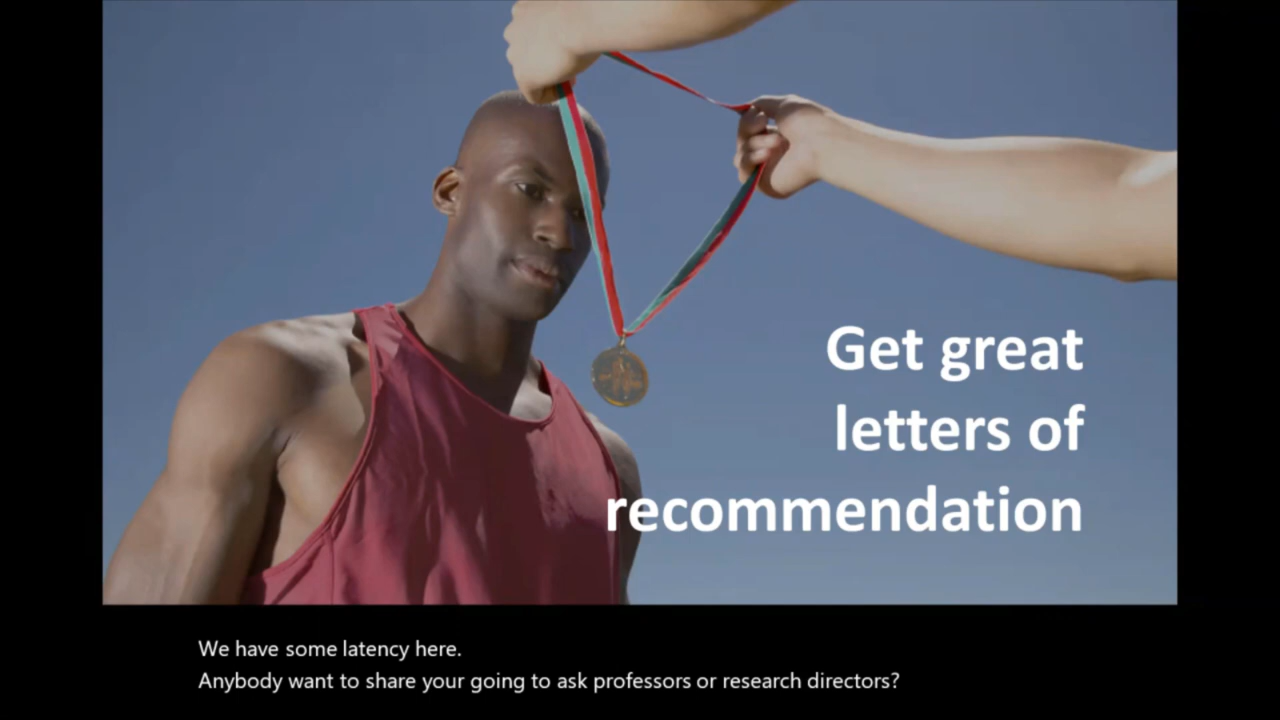 Get great
letters of
recommendation
We have some latency here.
Anybody want to share your going to ask professors or research directors?